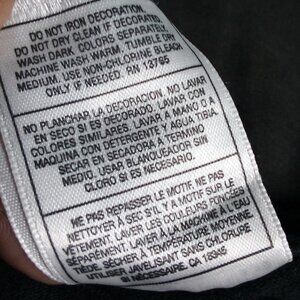 DO NOT IRON DECORATION.
DO NOT DRY CLEAN IF DECORATED.
WASH DARK COLORS SEPARATELY.
MACHINE WASH WARM. TUMBLE DRY
MEDIUM. USE NON-CHLORINE BLEACH
ONLY IF NEEDED. RN 13765
NO PLANCHAR LA DECORACION. NO LAVAR
EN SECO SI ES DECORADO. LAVAR CON
COLORES SIMILARES. LAVAR A MANO O A
MAQUINA CON DETERGENTE Y AGUA TIBIA.
SECAR EN SECADORA A TERMINO
MEDIO. USAR BLANQUEADOR SIN
CLORO SI ES NECESARIO.
NE PAS REPASSER LE MOTIF. NE PAS
NETTOYER À SEC S'IL Y A MOTIF SUR LE
VÊTEMENT. LAVER LES COULEURS FONCÉES
SÉPARÉMENT. LAVER À LA MACHINE À L'EAU
TIÈDE. SÉCHER À TEMPÉRATURE MOYENNE.
UTILISER JAVELISANT SANS CHLORURE
SI NÉCESSAIRE. CA